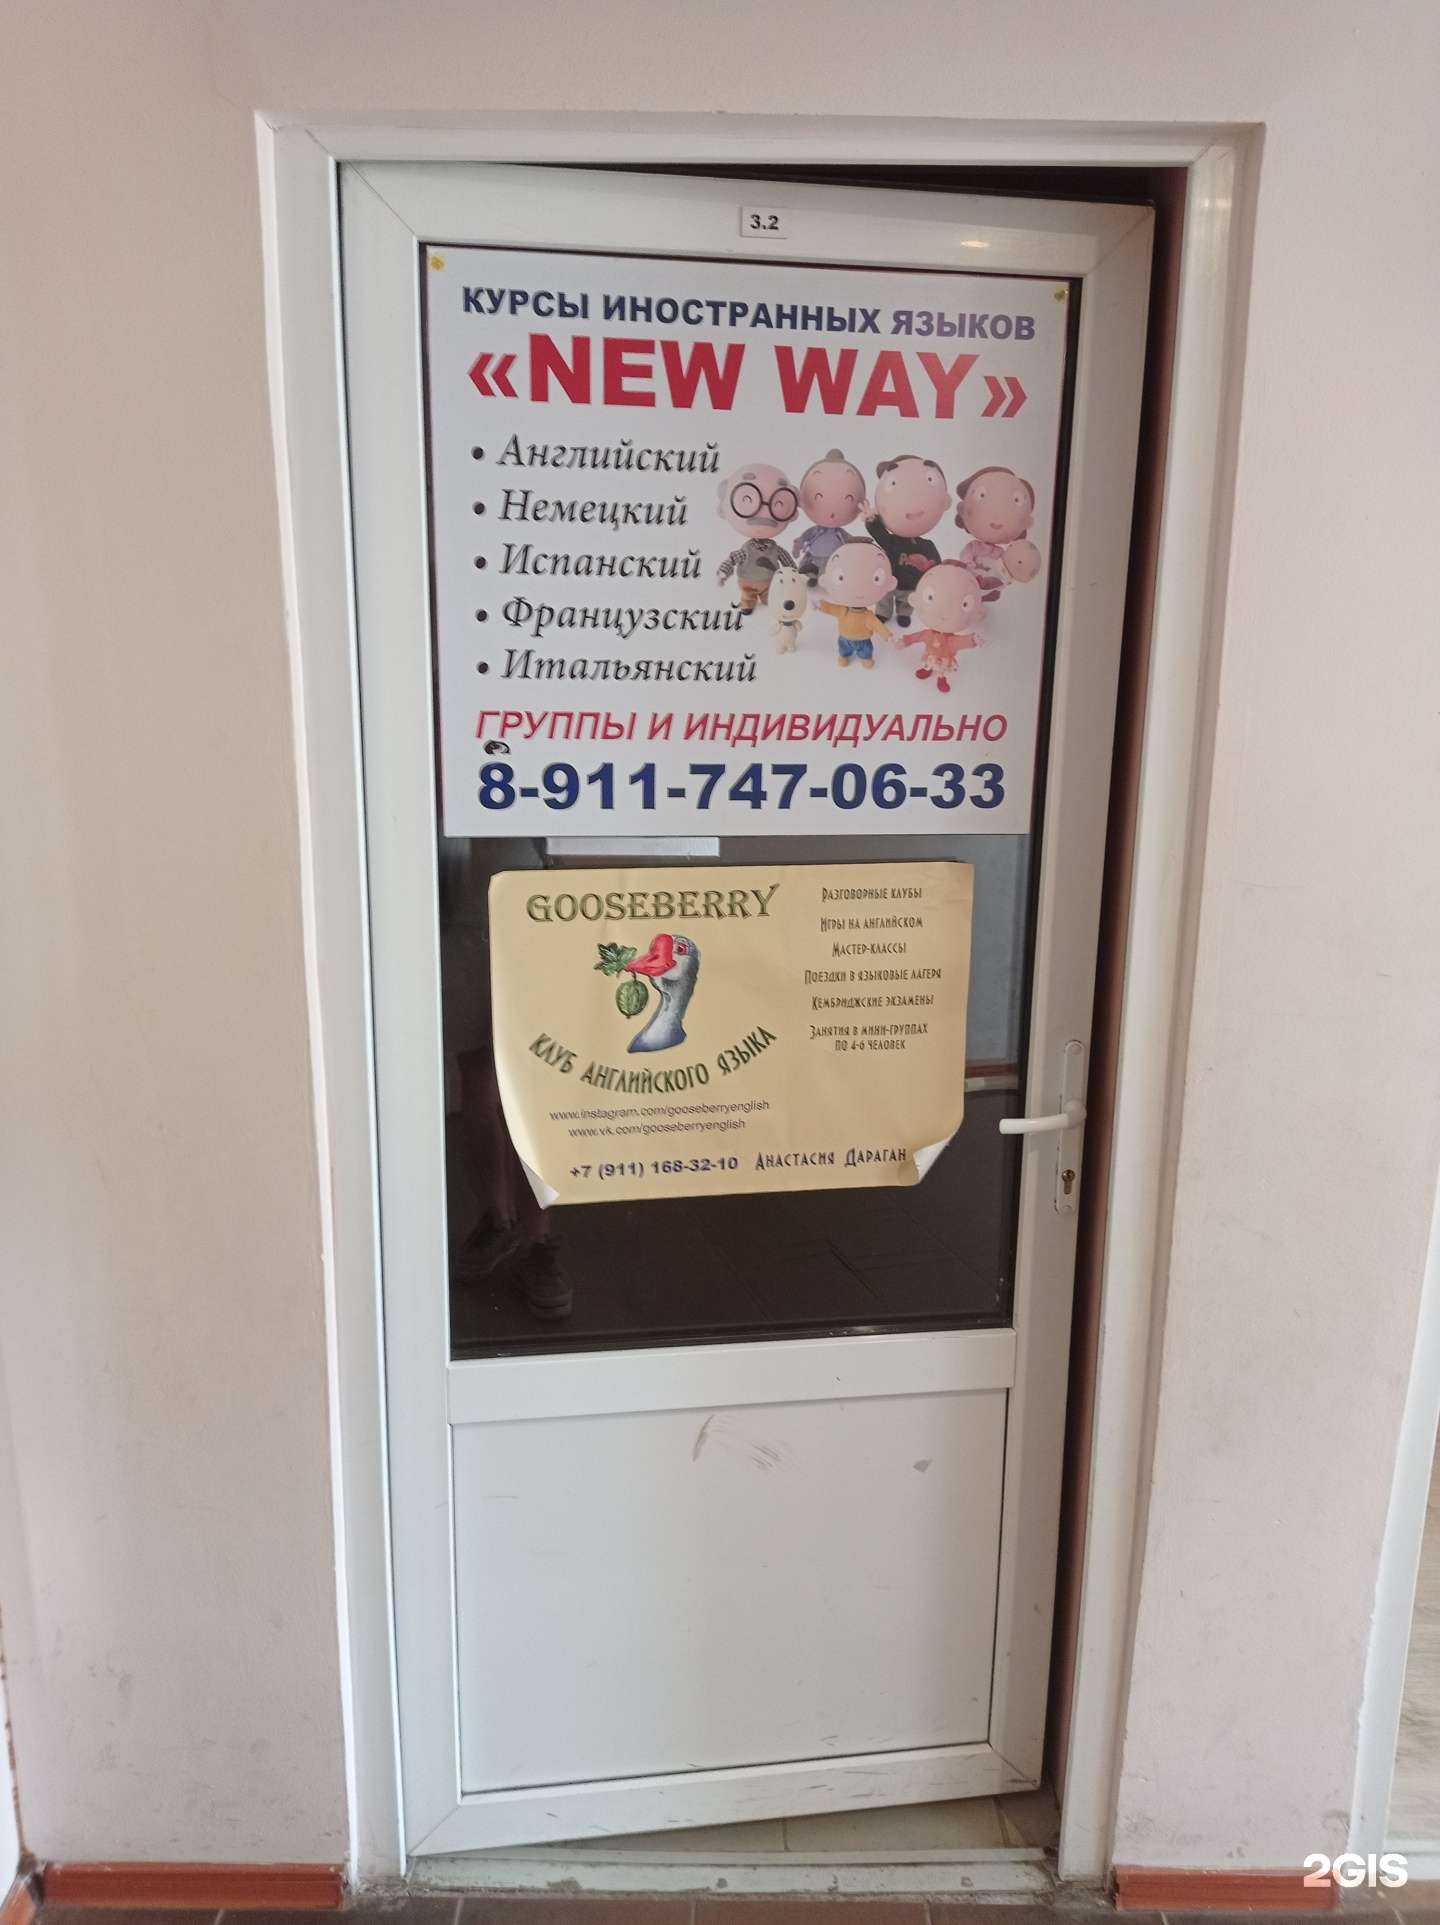 3.2
КУРСЫ ИНОСТРАННЫХ ЯЗЫКОВ
«NEW WAY»
• Английский
• Немецкий
• Испанский
• Французский
• Итальянский
ГРУППЫ И ИНДИВИДУАЛЬНО
8-911-747-06-33
GOOSEBERRY
КЛУБ АНГЛИЙСКОГО ЯЗЫКА
www.instagram.com/gooseberryenglish
www.vk.com/gooseberryenglish
РАЗГОВОРНЫЕ КЛУБЫ
ИГРЫ НА АНГЛИЙСКОМ
МАСТЕР-КЛАССЫ
ПОЕЗДКИ В ЯЗЫКОВЫЕ ЛАГЕРЯ
КЕМБРИДЖСКИЕ ЭКЗАМЕНЫ
ЗАНЯТИЯ В МИНИ-ГРУППАХ
ПО 4-6 ЧЕЛОВЕК
+7 (911) 168-32-10 АНАСТАСИЯ ДАРАГАН
2GIS